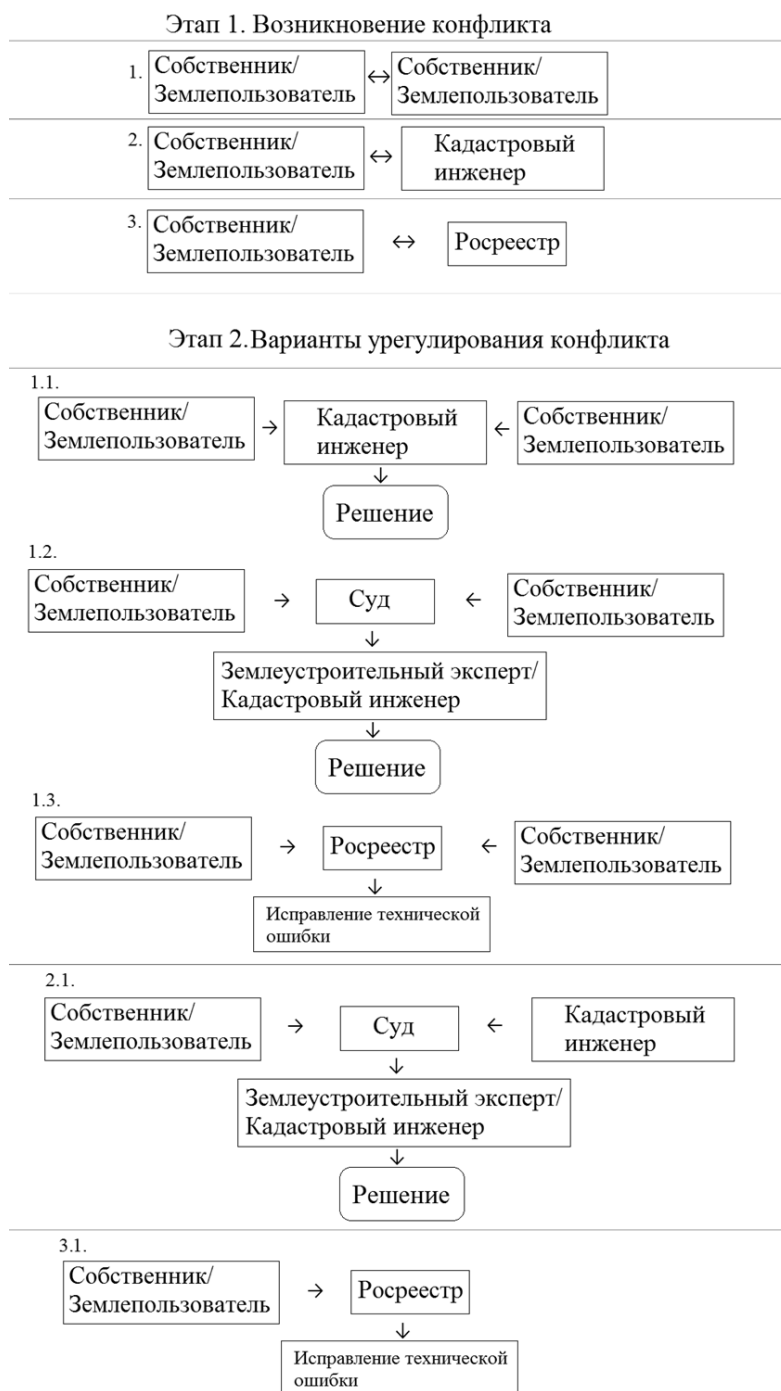 Этап 1. Возникновение конфликта
1. Собственник/ ↔ Собственник/
Землепользователь Землепользователь
2. Собственник/ ↔ Кадастровый
Землепользователь инженер
3. Собственник/ ↔ Росреестр
Землепользователь
Этап 2.Варианты урегулирования конфликта
1.1.
Собственник/ → Кадастровый ← Собственник/
Землепользователь инженер Землепользователь
↓
Решение
1.2.
Собственник/ → Суд ← Собственник/
Землепользователь Землепользователь
↓
Землеустроительный эксперт/
Кадастровый инженер
↓
Решение
1.3.
Собственник/ → Росреестр ← Собственник/
Землепользователь Землепользователь
↓
Исправление технической
ошибки
2.1.
Собственник/ → Суд ← Кадастровый
Землепользователь инженер
↓
Землеустроительный эксперт/
Кадастровый инженер
↓
Решение
3.1.
Собственник/ → Росреестр
Землепользователь
↓
Исправление технической
ошибки